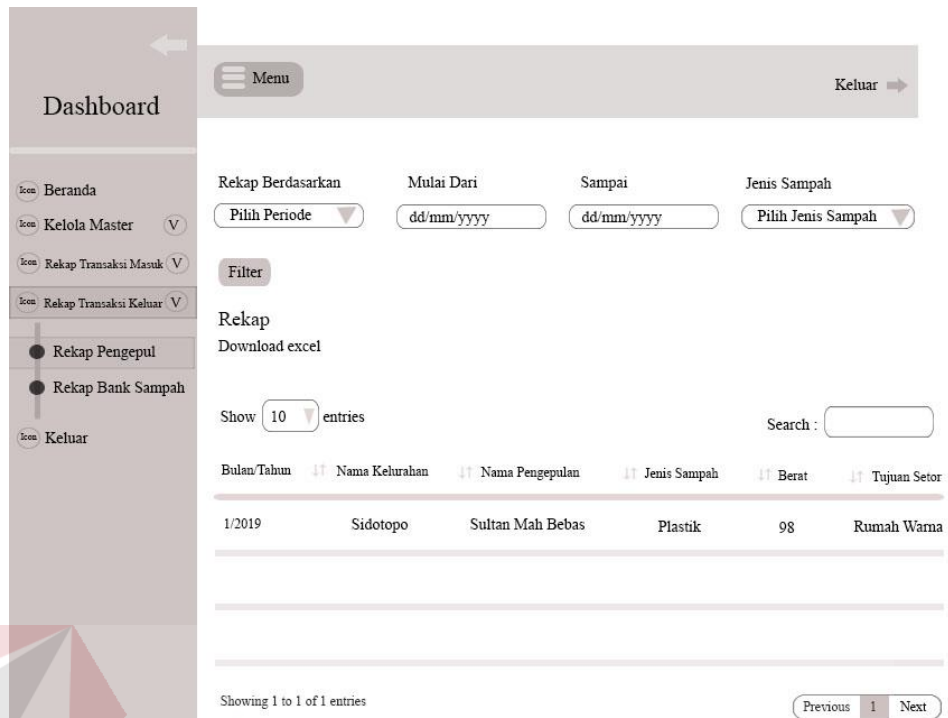 Dashboard
Icon Beranda
Icon Kelola Master V
Icon Rekap Transaksi Masuk V
Icon Rekap Transaksi Keluar V
Rekap Pengepul
Rekap Bank Sampah
Icon Keluar
Menu
Keluar
Rekap Berdasarkan Mulai Dari Sampai Jenis Sampah
Pilih Periode dd/mm/yyyy dd/mm/yyyy Pilih Jenis Sampah
Filter
Rekap
Download excel
Show 10 entries Search :
Bulan/Tahun Nama Kelurahan Nama Pengepulan Jenis Sampah Berat Tujuan Setor
1/2019 Sidotopo Sultan Mah Bebas Plastik 98 Rumah Warna
Showing 1 to 1 of 1 entries Previous 1 Next